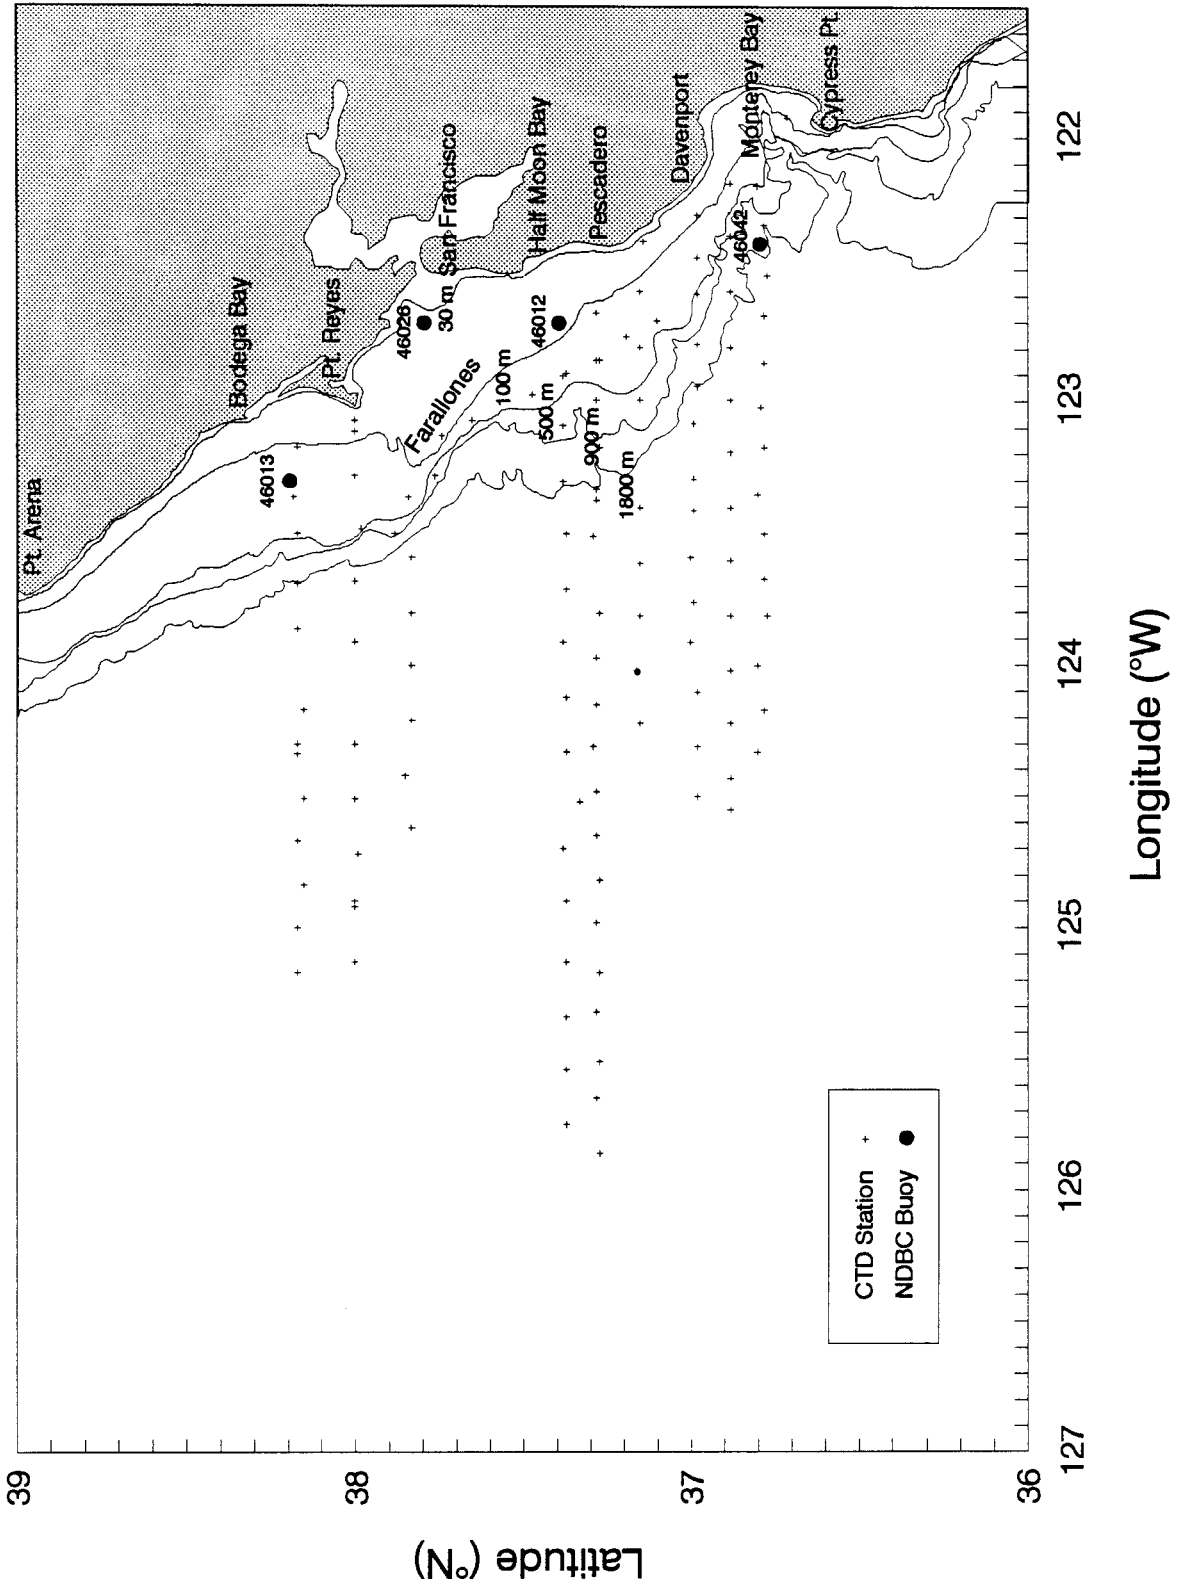 39
38
37
36
Latitude (°N)
Pt. Arena
Bodega Bay
Pt. Reyes
San Francisco
Half Moon Bay
Pescadero
Davenport
Monterey Bay
Cypress Pt.
46013
46026
30 m
Farallones
46012
100 m
500 m
900 m
1800 m
46042
CTD Station
NDBC Buoy
127
126
125
124
123
122
Longitude (°W)